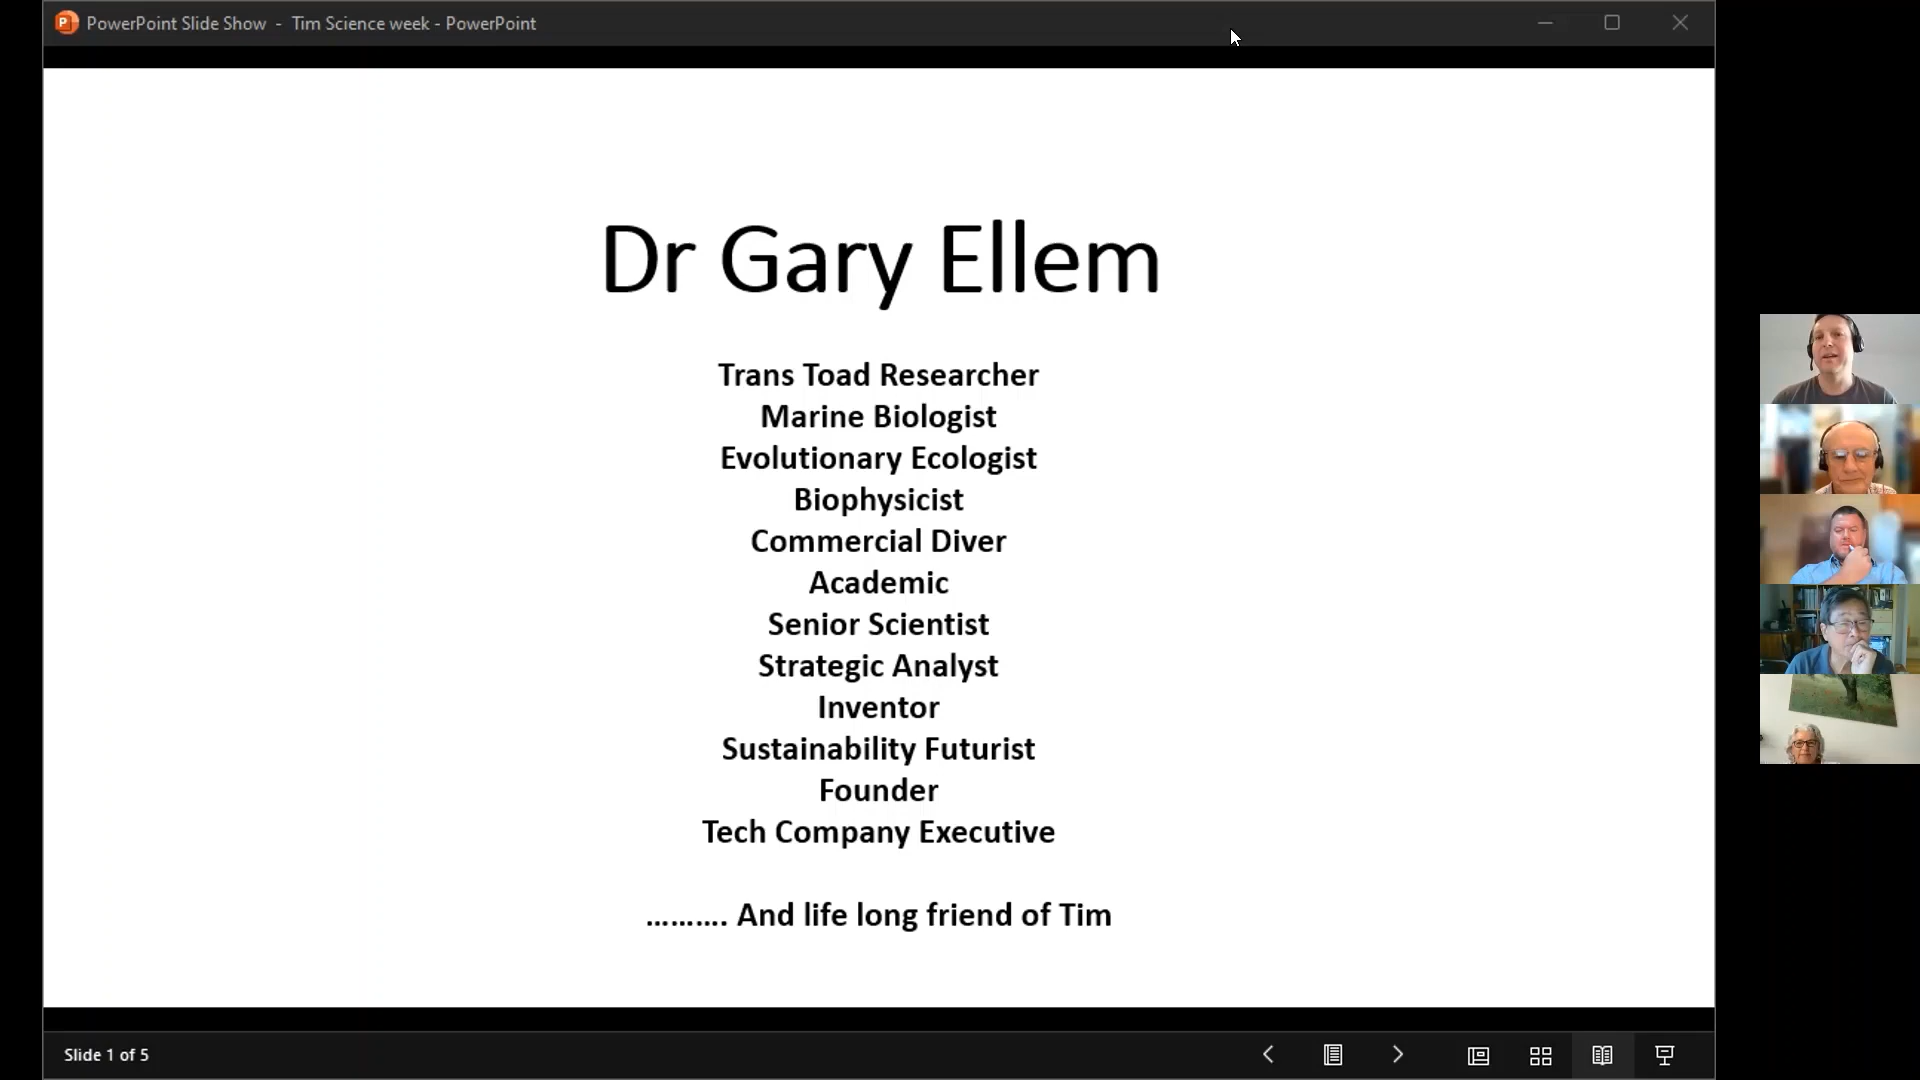 PowerPoint Slide Show - Tim Science week - PowerPoint
Dr Gary Ellem
Trans Toad Researcher
Marine Biologist
Evolutionary Ecologist
Biophysicist
Commercial Diver
Academic
Senior Scientist
Strategic Analyst
Inventor
Sustainability Futurist
Founder
Tech Company Executive
.......... And life long friend of Tim
Slide 1 of 5